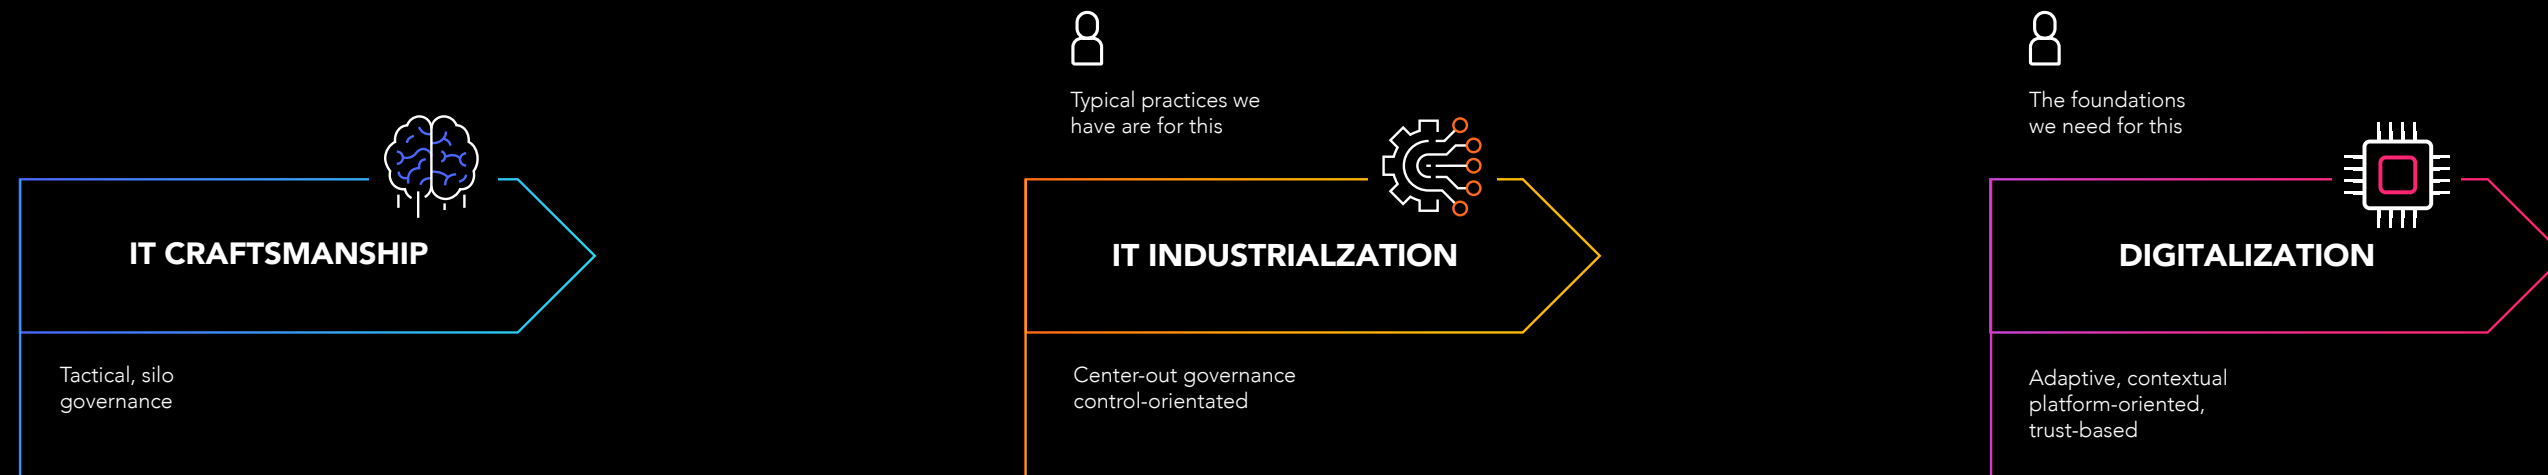 IT CRAFTSMANSHIP
Tactical, silo
governance
Typical practices we
have are for this
IT INDUSTRIALZATION
Center-out governance
control-orientated
The foundations
we need for this
DIGITALIZATION
Adaptive, contextual
platform-oriented,
trust-based